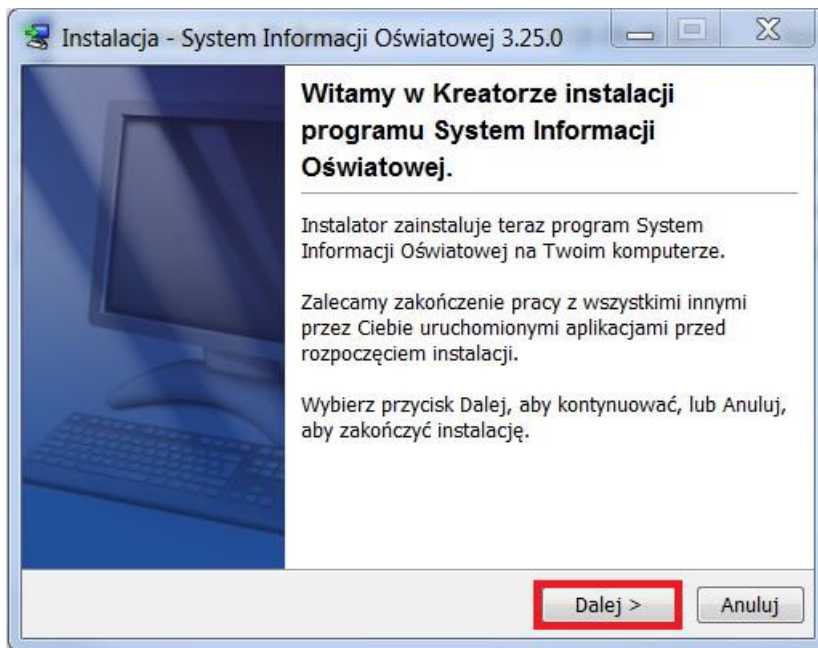 Instalacja - System Informacji Oświatowej 3.25.0
Witamy w Kreatorze instalacji
programu System Informacji
Oświatowej.
Instalator zainstaluje teraz program System
Informacji Oświatowej na Twoim komputerze.
Zalecamy zakończenie pracy z wszystkimi innymi
przez Ciebie uruchomionymi aplikacjami przed
rozpoczęciem instalacji.
Wybierz przycisk Dalej, aby kontynuować, lub Anuluj,
aby zakończyć instalację.
Dalej > Anuluj